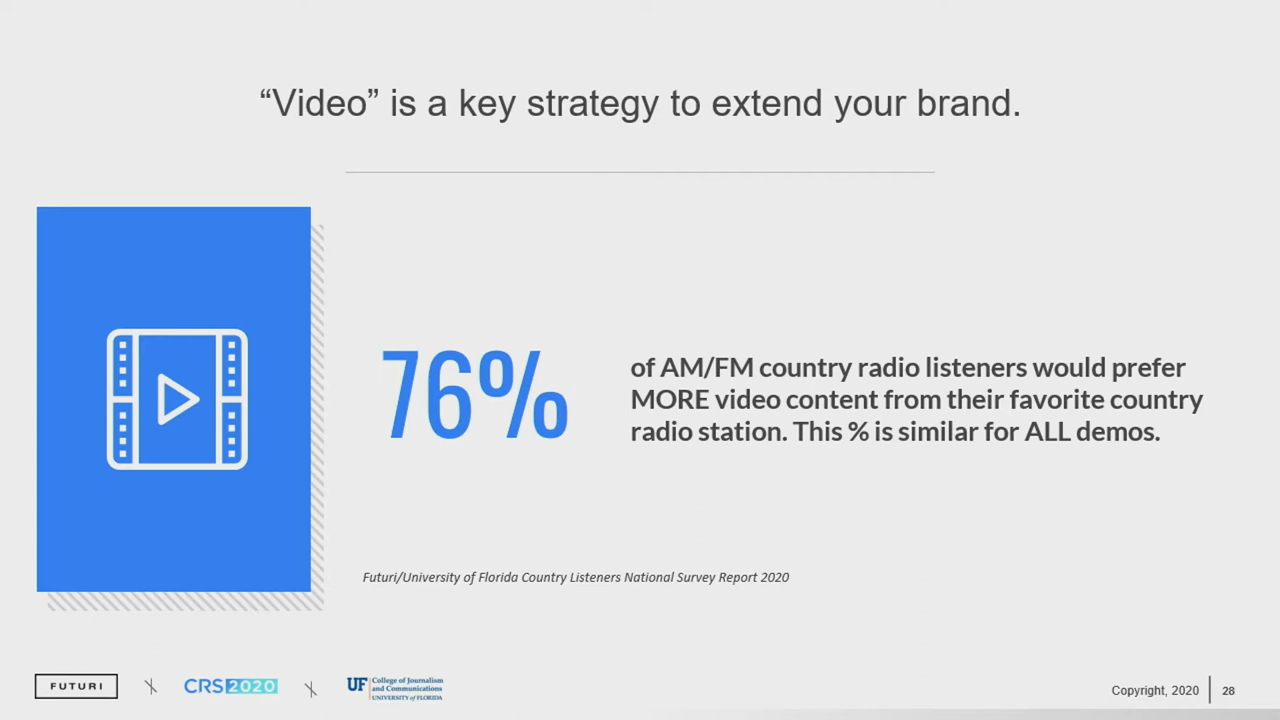 “Video” is a key strategy to extend your brand.
76%
of AM/FM country radio listeners would prefer
MORE video content from their favorite country
radio station. This % is similar for ALL demos.
Futuri/University of Florida Country Listeners National Survey Report 2020
FUTURI
CRS2020
UF
College of Journalism
and Communications
UNIVERSITY of FLORIDA
Copyright, 2020
28